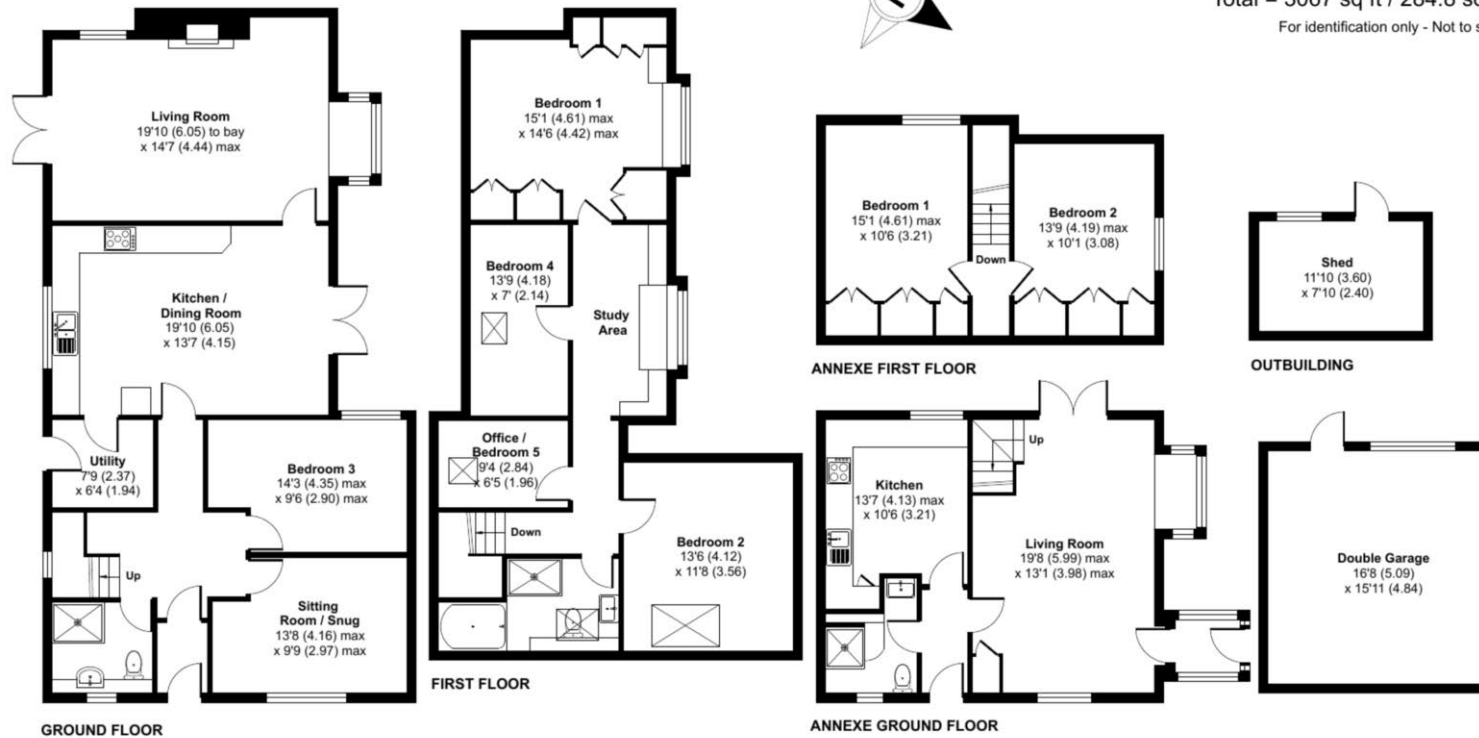 Total = 3067 sq ft / 284.8
For identification only - Not to
Living Room
19'10 (6.05) to bay
x 14'7 (4.44) max
Kitchen /
Dining Room
19'10 (6.05)
x 13'7 (4.15)
Utility
7'9 (2.37)
x 6'4 (1.94)
Bedroom 3
14'3 (4.35) max
x 9'6 (2.90) max
Up
Sitting
Room / Snug
13'8 (4.16) max
x 9'9 (2.97) max
GROUND FLOOR
Bedroom 1
15'1 (4.61) max
x 14'6 (4.42) max
Bedroom 4
13'9 (4.18)
x 7' (2.14)
Study
Area
Office /
Bedroom 5
9'4 (2.84)
x 6'5 (1.96)
Down
Bedroom 2
13'6 (4.12)
x 11'8 (3.56)
FIRST FLOOR
Bedroom 1
15'1 (4.61) max
x 10'6 (3.21)
Down
Bedroom 2
13'9 (4.19) max
x 10'1 (3.08)
ANNEXE FIRST FLOOR
Shed
11'10 (3.60)
x 7'10 (2.40)
OUTBUILDING
Up
Kitchen
13'7 (4.13) max
x 10'6 (3.21)
Living Room
19'8 (5.99) max
x 13'1 (3.98) max
ANNEXE GROUND FLOOR
Double Garage
16'8 (5.09)
x 15'11 (4.84)